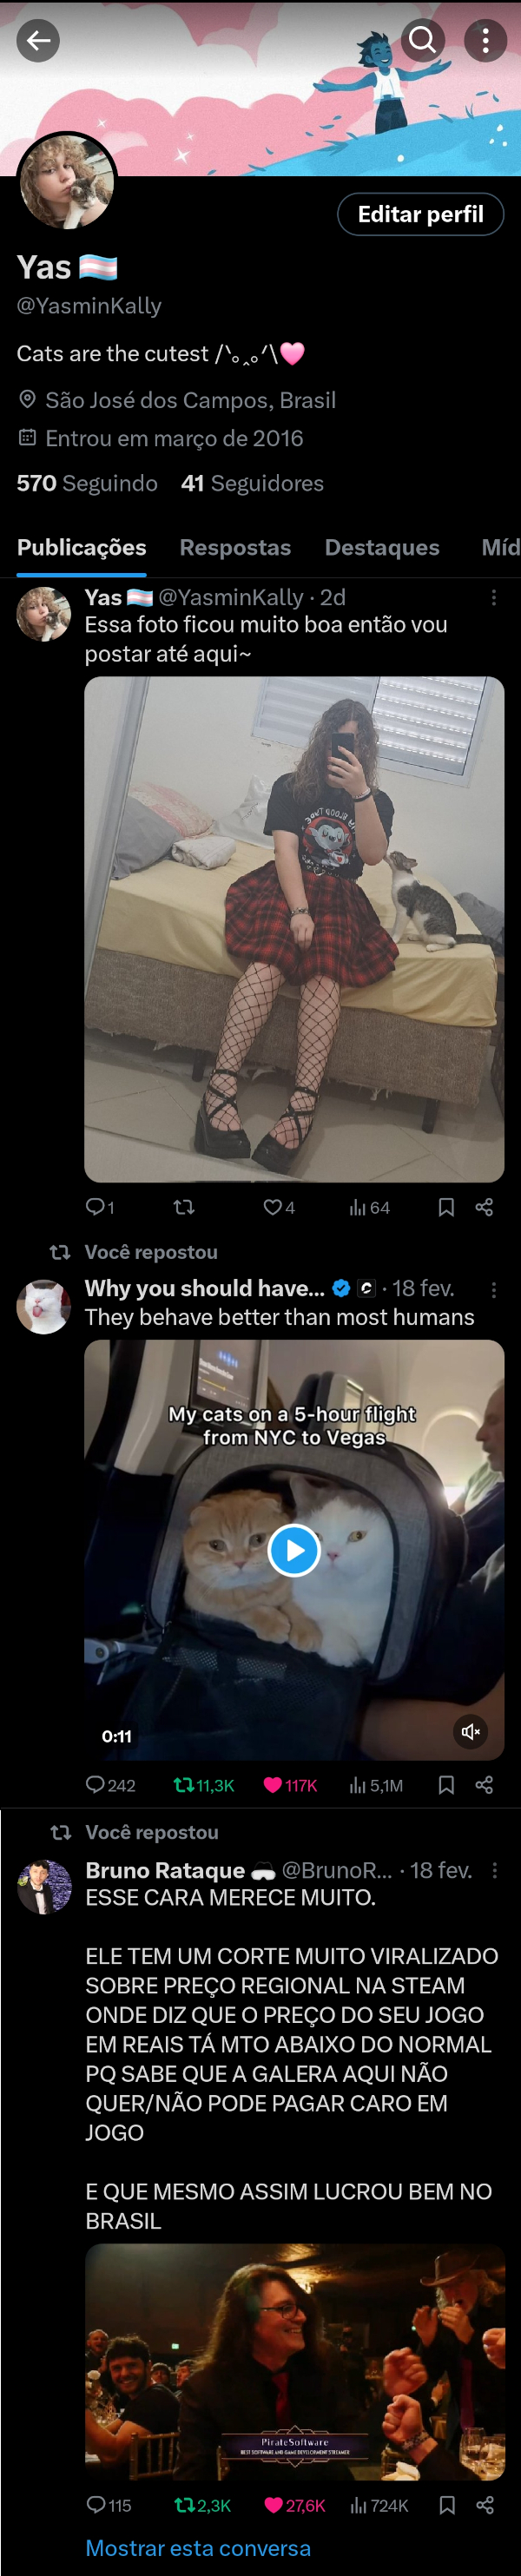 Editar perfil
Yas 🏳️‍⚧️
@YasminKally
Cats are the cutest /ˋ｡‸｡ˊ\🩷
São José dos Campos, Brasil
Entrou em março de 2016
570 Seguindo 41 Seguidores
Publicações Respostas Destaques Míd
Yas 🏳️‍⚧️ @YasminKally · 2d
Essa foto ficou muito boa então vou
postar até aqui~
1 4 64
Você repostou
Why you should have... · 18 fev.
They behave better than most humans
My cats on a 5-hour flight
from NYC to Vegas
0:11
242 11,3K 117K 5,1M
Você repostou
Bruno Rataque @BrunoR... · 18 fev.
ESSE CARA MERECE MUITO.
ELE TEM UM CORTE MUITO VIRALIZADO
SOBRE PREÇO REGIONAL NA STEAM
ONDE DIZ QUE O PREÇO DO SEU JOGO
EM REAIS TÁ MTO ABAIXO DO NORMAL
PQ SABE QUE A GALERA AQUI NÃO
QUER/NÃO PODE PAGAR CARO EM
JOGO
E QUE MESMO ASSIM LUCROU BEM NO
BRASIL
PirateSoftware
BEST SOFTWARE AND GAME DEVELOPMENT STREAMER
115 2,3K 27,6K 724K
Mostrar esta conversa